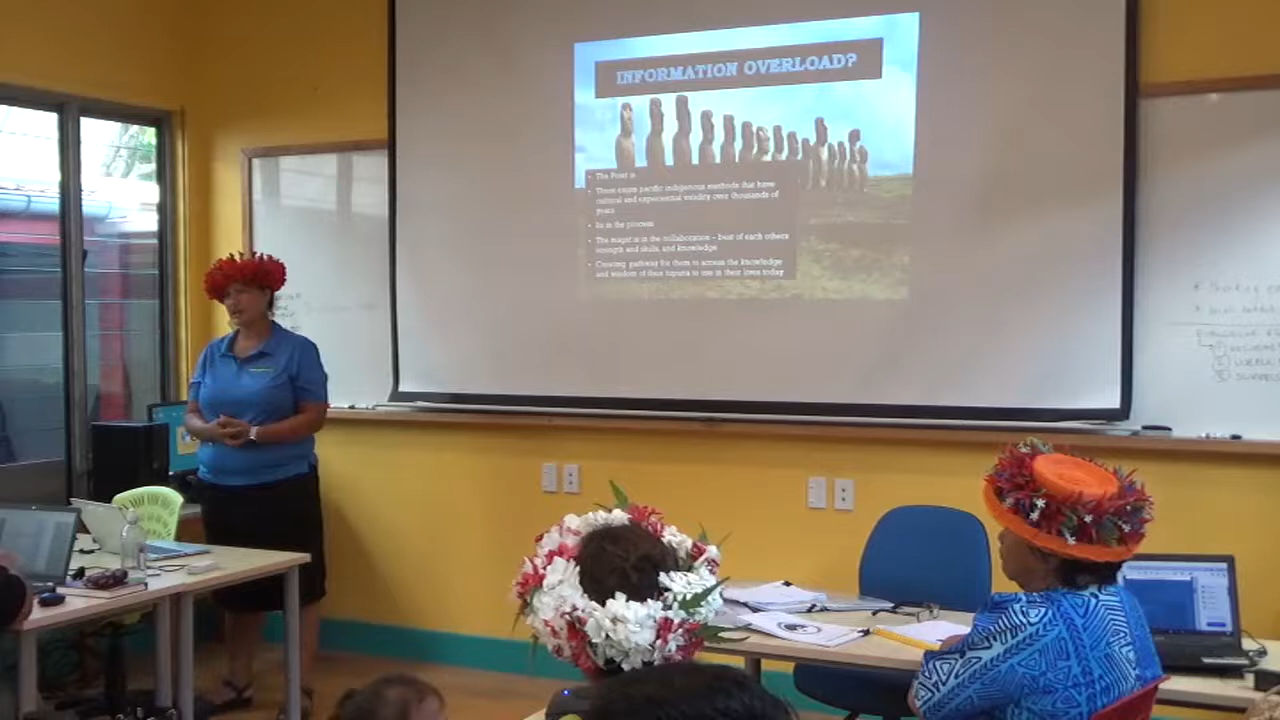 INFORMATION OVERLOAD?
• The Point is
• There exists pacific indigenous methods that have
cultural and experiential validity over thousands of
years
• Its in the process
• The magic is in the collaboration – best of each others
strength and skills, and knowledge
• Creating pathway for them to access the knowledge
and wisdom of their tupuna to use in their lives today